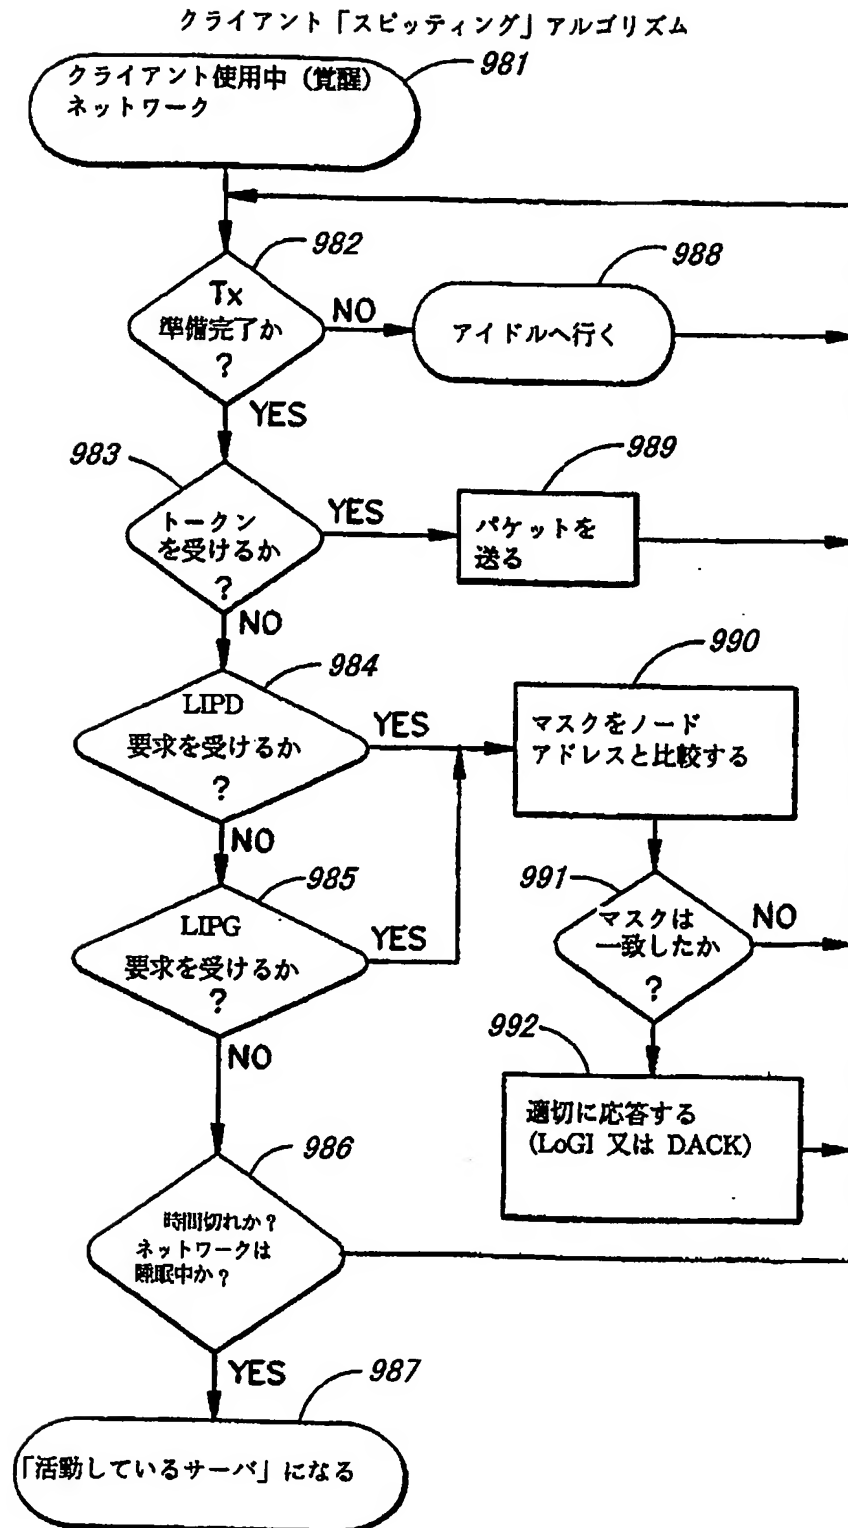 クライアント「スピッティング」アルゴリズム
クライアント使用中（覚醒）
ネットワーク
981
982
Tx
準備完了か
?
NO
988
アイドルへ行く
YES
983
トークン
を受けるか
?
YES
989
パケットを
送る
NO
984
LIPD
要求を受けるか
?
YES
990
マスクをノード
アドレスと比較する
NO
985
LIPG
要求を受けるか
?
YES
991
マスクは
一致したか
?
NO
NO
992
適切に応答する
(LoGI 又は DACK)
986
時間切れか?
ネットワークは
睡眠中か?
YES
987
「活動しているサーバ」になる